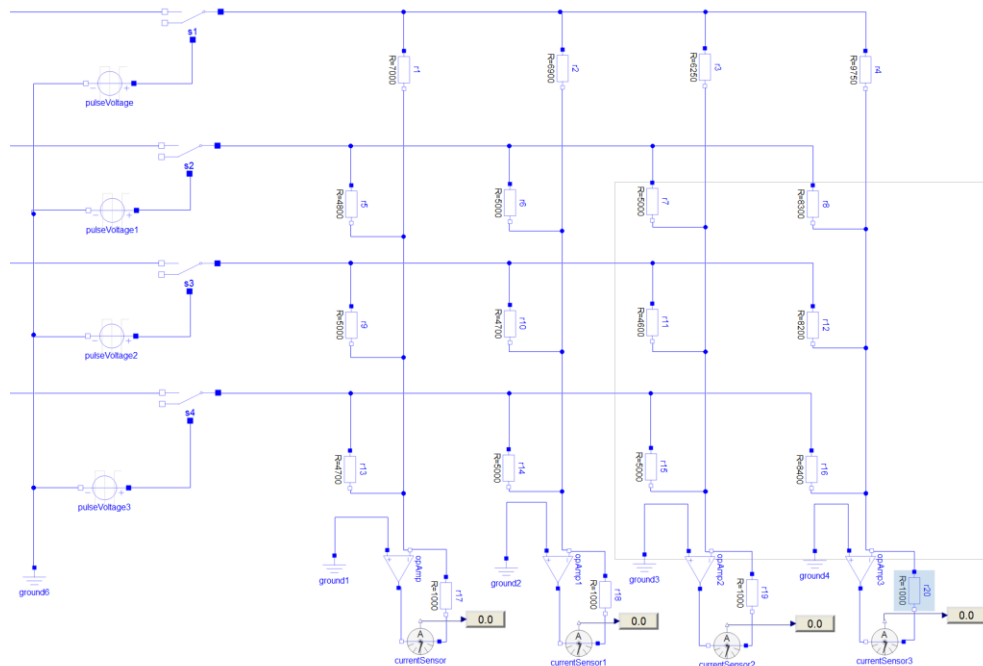 s1
r1
R=7000
r2
R=6900
r3
R=6250
r4
R=9750
pulseVoltage
s2
r5
R=4800
r6
R=5000
r7
R=5000
r8
R=8300
pulseVoltage1
s3
r9
R=5000
r10
R=4700
r11
R=4600
r12
R=8200
pulseVoltage2
s4
r13
R=4700
r14
R=5000
r15
R=5000
r16
R=8400
pulseVoltage3
ground6
ground1
opAmp
ground2
opAmp1
ground3
opAmp2
ground4
opAmp3
r17
R=1000
r18
R=1000
r19
R=1000
r20
R=1000
0.0
0.0
0.0
0.0
A
A
A
A
currentSensor
currentSensor1
currentSensor2
currentSensor3